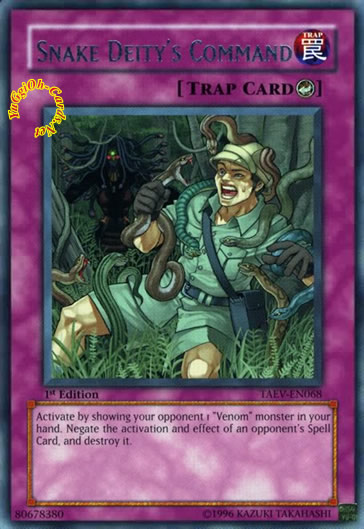 SNAKE DEITY'S COMMAND
TRAP
罠
[TRAP CARD]
YuGiOh-Cards.Net
1st Edition
TAEV-EN068
Activate by showing your opponent 1 "Venom" monster in your
hand. Negate the activation and effect of an opponent's Spell
Card, and destroy it.
80678380
©1996 KAZUKI TAKAHASHI